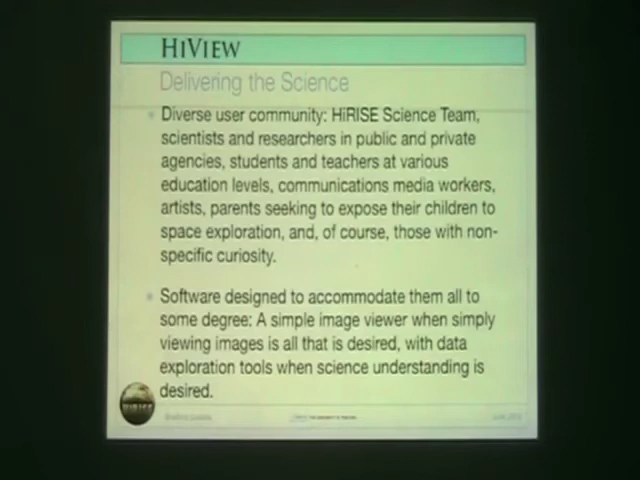 HiVIEW
Delivering the Science
Diverse user community: HiRISE Science Team,
scientists and researchers in public and private
agencies, students and teachers at various
education levels, communications media workers,
artists, parents seeking to expose their children to
space exploration, and, of course, those with non-
specific curiosity.
Software designed to accommodate them all to
some degree: A simple image viewer when simply
viewing images is all that is desired, with data
exploration tools when science understanding is
desired.
HiRISE